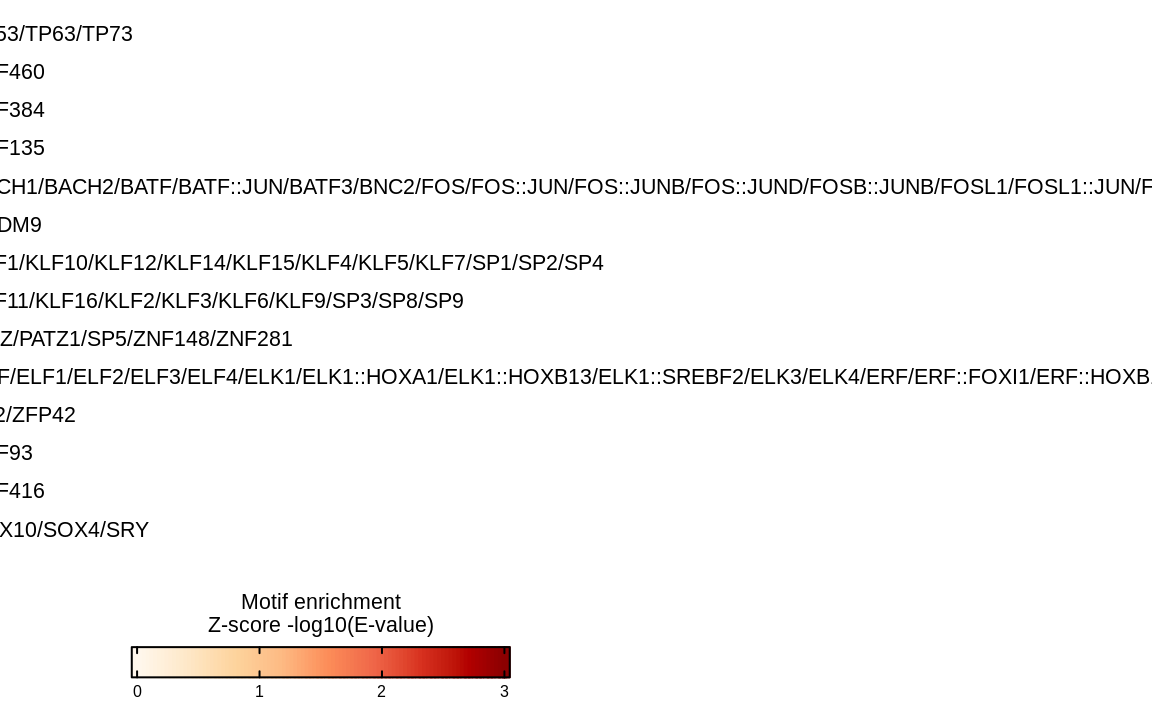 53/TP63/TP73
F460
F384
F135
CH1/BACH2/BATF/BATF::JUN/BATF3/BNC2/FOS/FOS::JUN/FOS::JUNB/FOS::JUND/FOSB::JUNB/FOSL1/FOSL1::JUN/F
DM9
F1/KLF10/KLF12/KLF14/KLF15/KLF4/KLF5/KLF7/SP1/SP2/SP4
F11/KLF16/KLF2/KLF3/KLF6/KLF9/SP3/SP8/SP9
Z/PATZ1/SP5/ZNF148/ZNF281
F/ELF1/ELF2/ELF3/ELF4/ELK1/ELK1::HOXA1/ELK1::HOXB13/ELK1::SREBF2/ELK3/ELK4/ERF/ERF::FOXI1/ERF::HOXB
2/ZFP42
F93
F416
X10/SOX4/SRY
Motif enrichment
Z-score -log10(E-value)
0 1 2 3